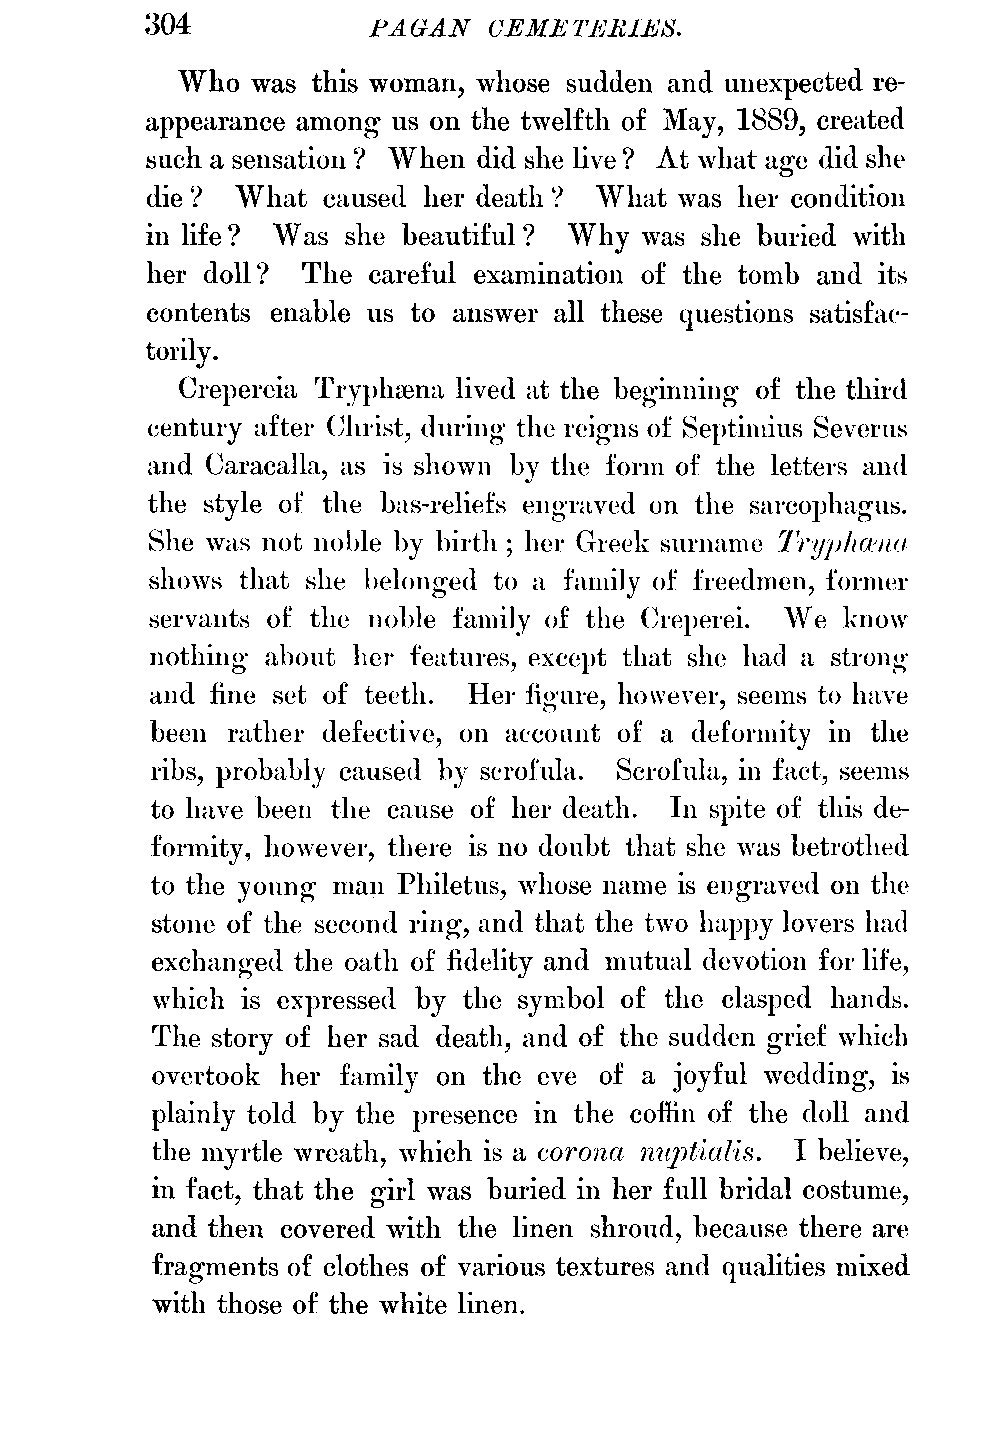 304 PAGAN CEMETERIES.
Who was this woman, whose sudden and unexpected re-
appearance among us on the twelfth of May, 1889, created
such a sensation? When did she live? At what age did she
die? What caused her death? What was her condition
in life? Was she beautiful? Why was she buried with
her doll? The careful examination of the tomb and its
contents enable us to answer all these questions satisfac-
torily.
Crepereia Tryphæna lived at the beginning of the third
century after Christ, during the reigns of Septimius Severus
and Caracalla, as is shown by the form of the letters and
the style of the bas-reliefs engraved on the sarcophagus.
She was not noble by birth; her Greek surname Tryphæna
shows that she belonged to a family of freedmen, former
servants of the noble family of the Creperei. We know
nothing about her features, except that she had a strong
and fine set of teeth. Her figure, however, seems to have
been rather defective, on account of a deformity in the
ribs, probably caused by scrofula. Scrofula, in fact, seems
to have been the cause of her death. In spite of this de-
formity, however, there is no doubt that she was betrothed
to the young man Philetus, whose name is engraved on the
stone of the second ring, and that the two happy lovers had
exchanged the oath of fidelity and mutual devotion for life,
which is expressed by the symbol of the clasped hands.
The story of her sad death, and of the sudden grief which
overtook her family on the eve of a joyful wedding, is
plainly told by the presence in the coffin of the doll and
the myrtle wreath, which is a corona nuptialis. I believe,
in fact, that the girl was buried in her full bridal costume,
and then covered with the linen shroud, because there are
fragments of clothes of various textures and qualities mixed
with those of the white linen.